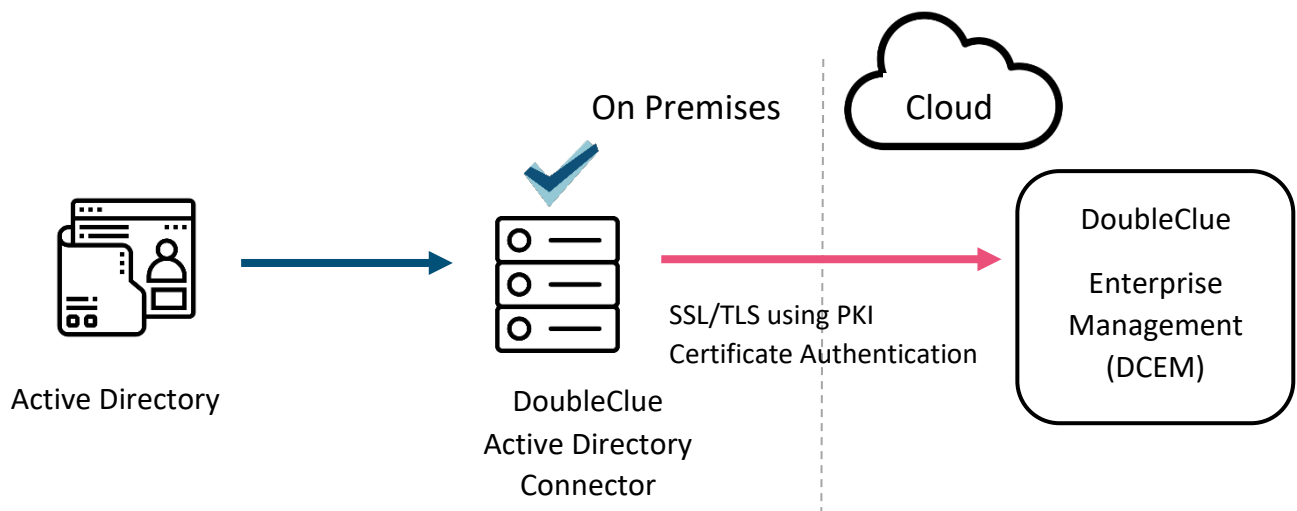 On Premises
Cloud
Active Directory
DoubleClue
Active Directory
Connector
SSL/TLS using PKI
Certificate Authentication
DoubleClue
Enterprise
Management
(DCEM)